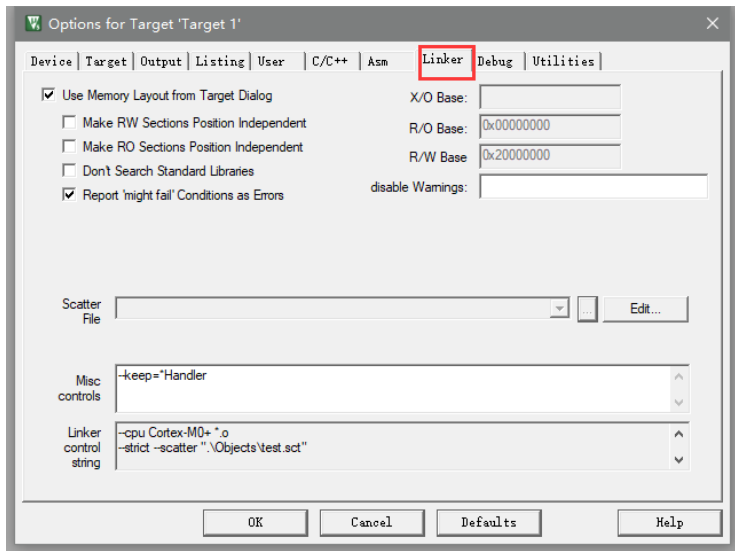 Options for Target 'Target 1'
Device Target Output Listing User C/C++ Asm Linker Debug Utilities
Use Memory Layout from Target Dialog
Make RW Sections Position Independent
Make RO Sections Position Independent
Don't Search Standard Libraries
Report 'might fail' Conditions as Errors
X/O Base:
R/O Base: 0x00000000
R/W Base 0x20000000
disable Warnings:
Scatter
File
...
Edit...
Misc
controls
--keep=*Handler
Linker
control
string
--cpu Cortex-M0+ *.o
--strict --scatter ".\Objects\test.sct"
OK Cancel Defaults Help